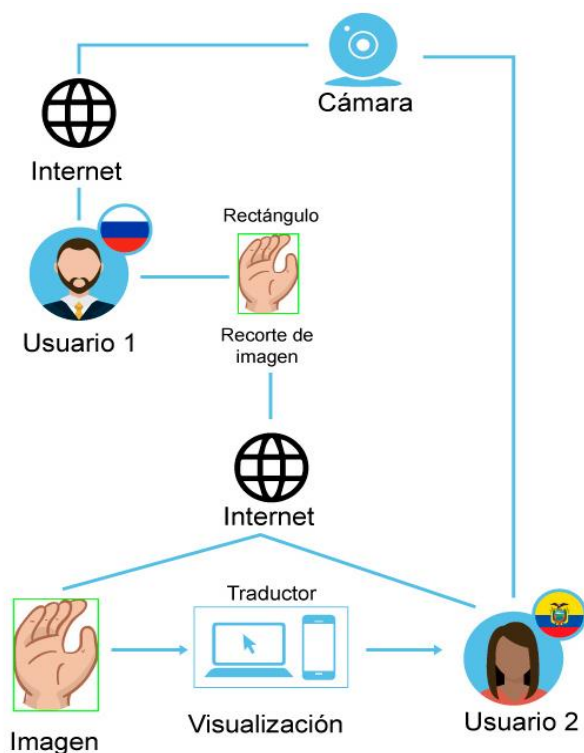 Cámara
Internet
Rectángulo
Usuario 1
Recorte de
imagen
Internet
Traductor
Imagen
Visualización
Usuario 2